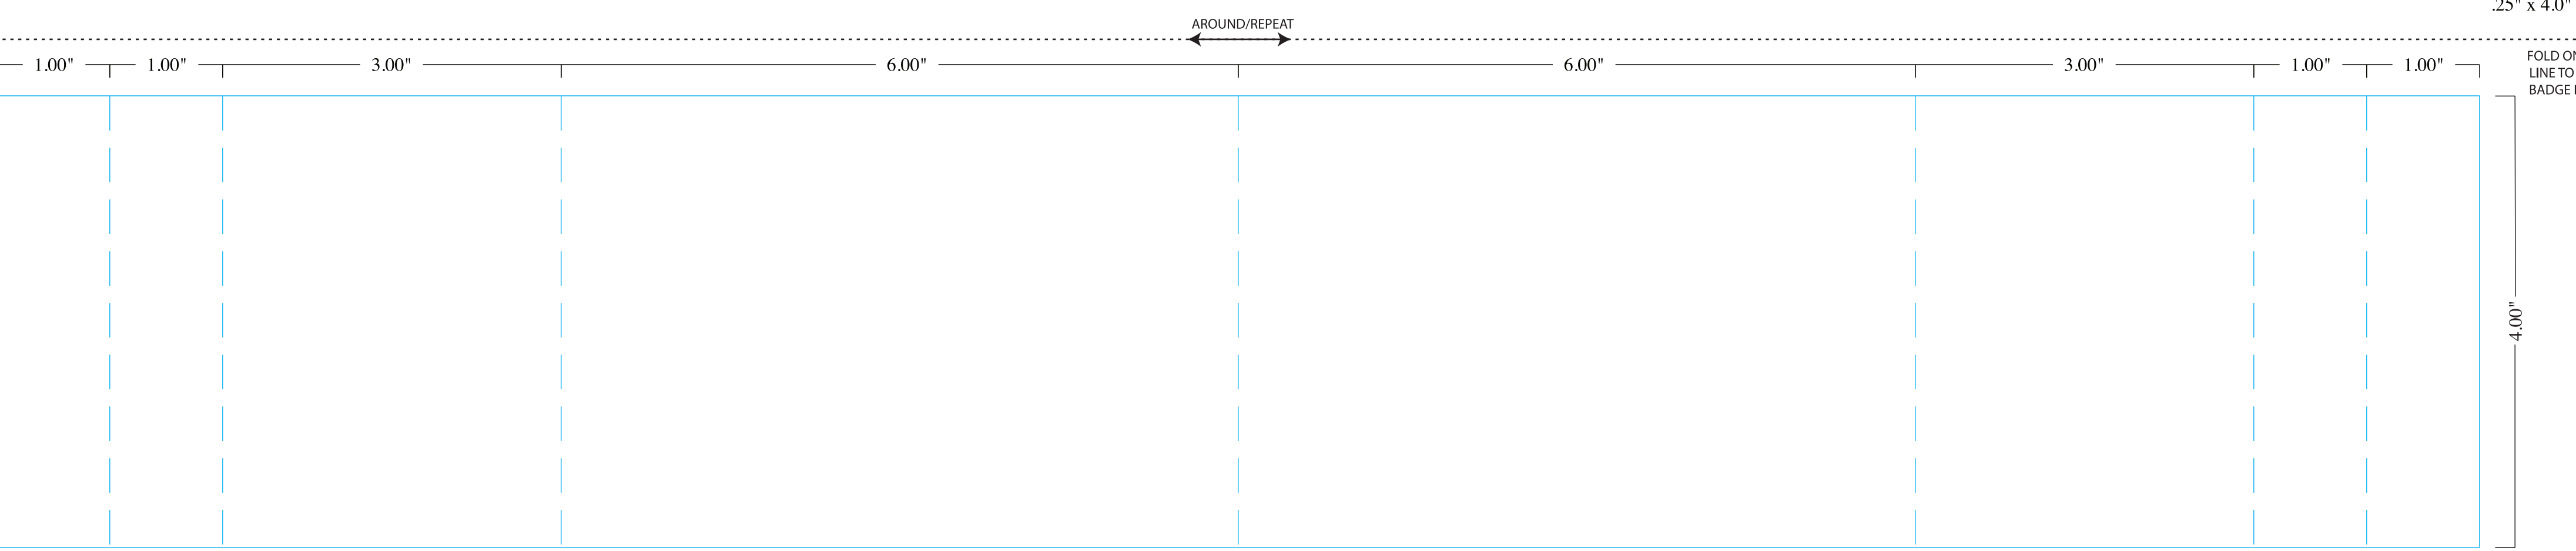 .25" x 4.0"
AROUND/REPEAT
1.00" 1.00" 3.00" 6.00" 6.00" 3.00" 1.00" 1.00"
FOLD
LINE TO
BADGE
4.00"